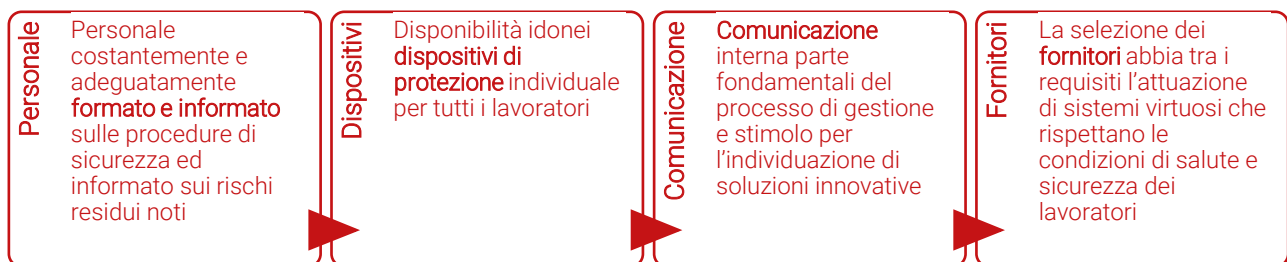 Personale
Personale
costantemente e
adeguatamente
formato e informato
sulle procedure di
sicurezza ed
informato sui rischi
residui noti
Dispositivi
Disponibilità idonei
dispositivi di
protezione individuale
per tutti i lavoratori
Comunicazione
Comunicazione
interna parte
fondamentali del
processo di gestione
e stimolo per
l'individuazione di
soluzioni innovative
Fornitori
La selezione dei
fornitori abbia tra i
requisiti l'attuazione
di sistemi virtuosi che
rispettano le
condizioni di salute e
sicurezza dei
lavoratori